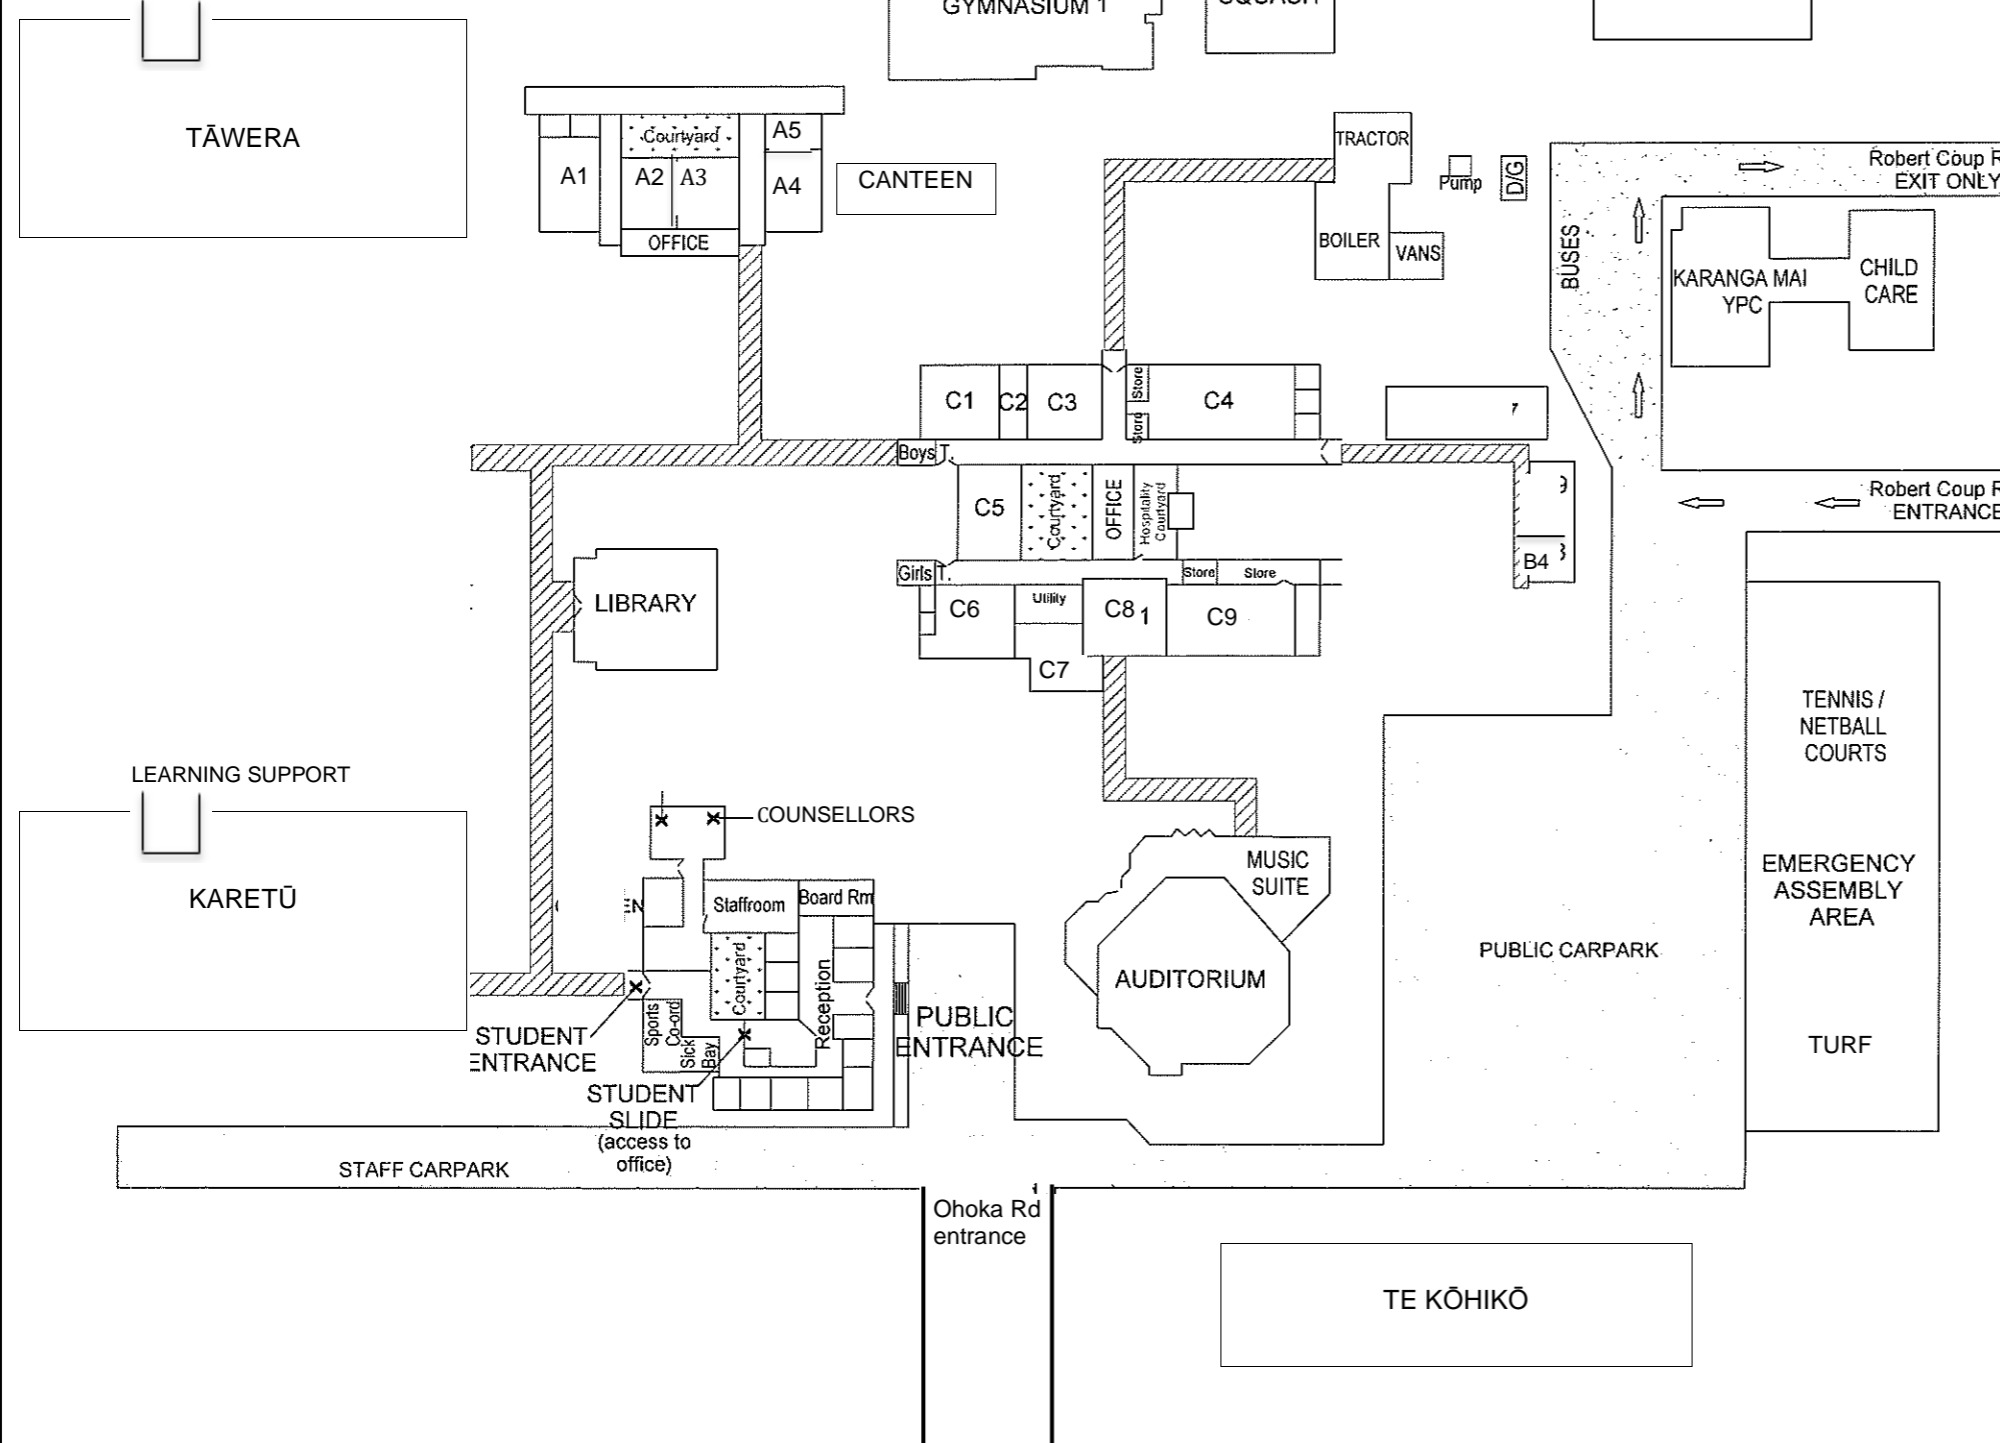 GYMNASIUM 1
SQUASH
TĀWERA
Courtyard
A5
A1
A2
A3
A4
OFFICE
CANTEEN
TRACTOR
Pump
D/G
BOILER
VANS
BUSES
Robert Coup R
EXIT ONLY
KARANGA MAI
YPC
CHILD
CARE
C1
C2
C3
Store
Store
C4
Boys T.
C5
Courtyard
OFFICE
Hospitality
Courtyard
B4
Robert Coup R
ENTRANCE
Girls T.
Store
Store
LIBRARY
C6
Utility
C8 1
C9
C7
TENNIS /
NETBALL
COURTS
LEARNING SUPPORT
COUNSELLORS
KARETŪ
Staffroom
Board Rm
Courtyard
Reception
MUSIC
SUITE
AUDITORIUM
PUBLIC CARPARK
EMERGENCY
ASSEMBLY
AREA
TURF
STUDENT
ENTRANCE
Sports
Co-ord
Sick
Bay
PUBLIC
ENTRANCE
STUDENT
SLIDE
(access to
office)
STAFF CARPARK
Ohoka Rd
entrance
TE KŌHIKŌ